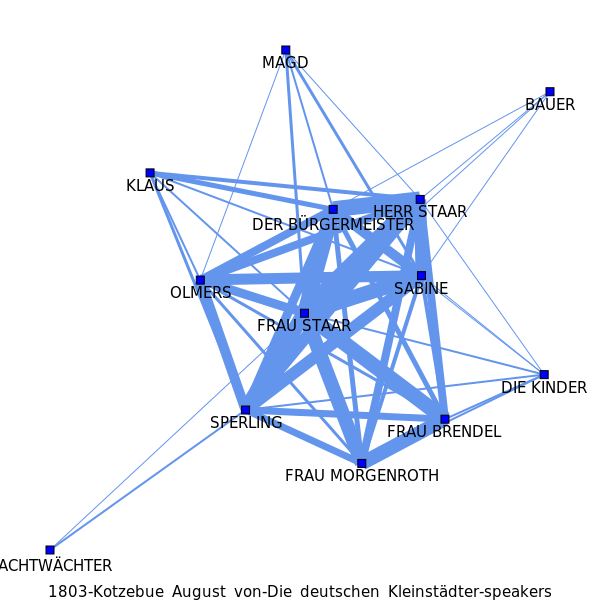 MAGD
BAUER
KLAUS
HERR STAAR
DER BÜRGERMEISTER
SABINE
OLMERS
FRAU STAAR
DIE KINDER
SPERLING
FRAU BRENDEL
FRAU MORGENROTH
ACHTWÄCHTER
1803-Kotzebue August von-Die deutschen Kleinstädter-speakers